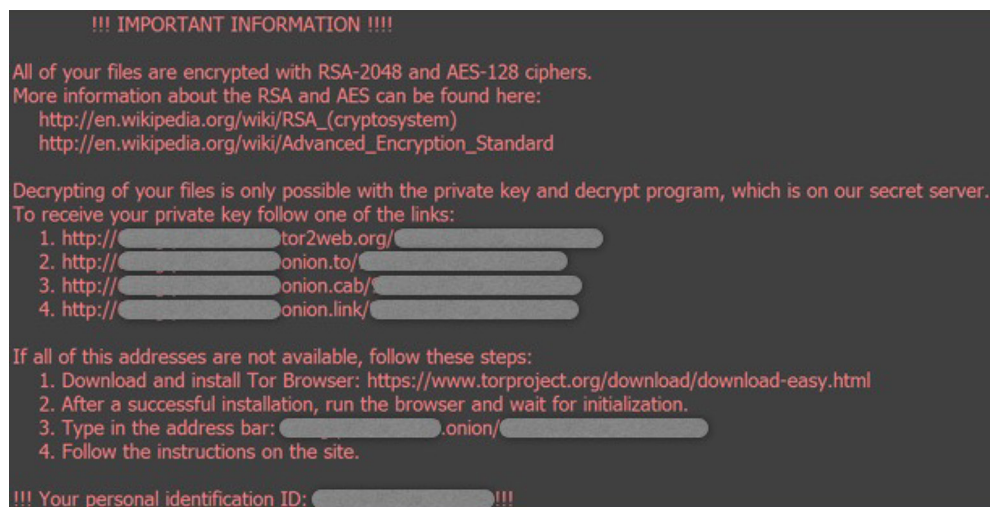 !!! IMPORTANT INFORMATION !!!!
All of your files are encrypted with RSA-2048 and AES-128 ciphers.
More information about the RSA and AES can be found here:
http://en.wikipedia.org/wiki/RSA_(cryptosystem)
http://en.wikipedia.org/wiki/Advanced_Encryption_Standard
Decrypting of your files is only possible with the private key and decrypt program, which is on our secret server.
To receive your private key follow one of the links:
1. http:// tor2web.org/
2. http:// onion.to/
3. http:// onion.cab/
4. http:// onion.link/
If all of this addresses are not available, follow these steps:
1. Download and install Tor Browser: https://www.torproject.org/download/download-easy.html
2. After a successful installation, run the browser and wait for initialization.
3. Type in the address bar: .onion/
4. Follow the instructions on the site.
!!! Your personal identification ID: !!!